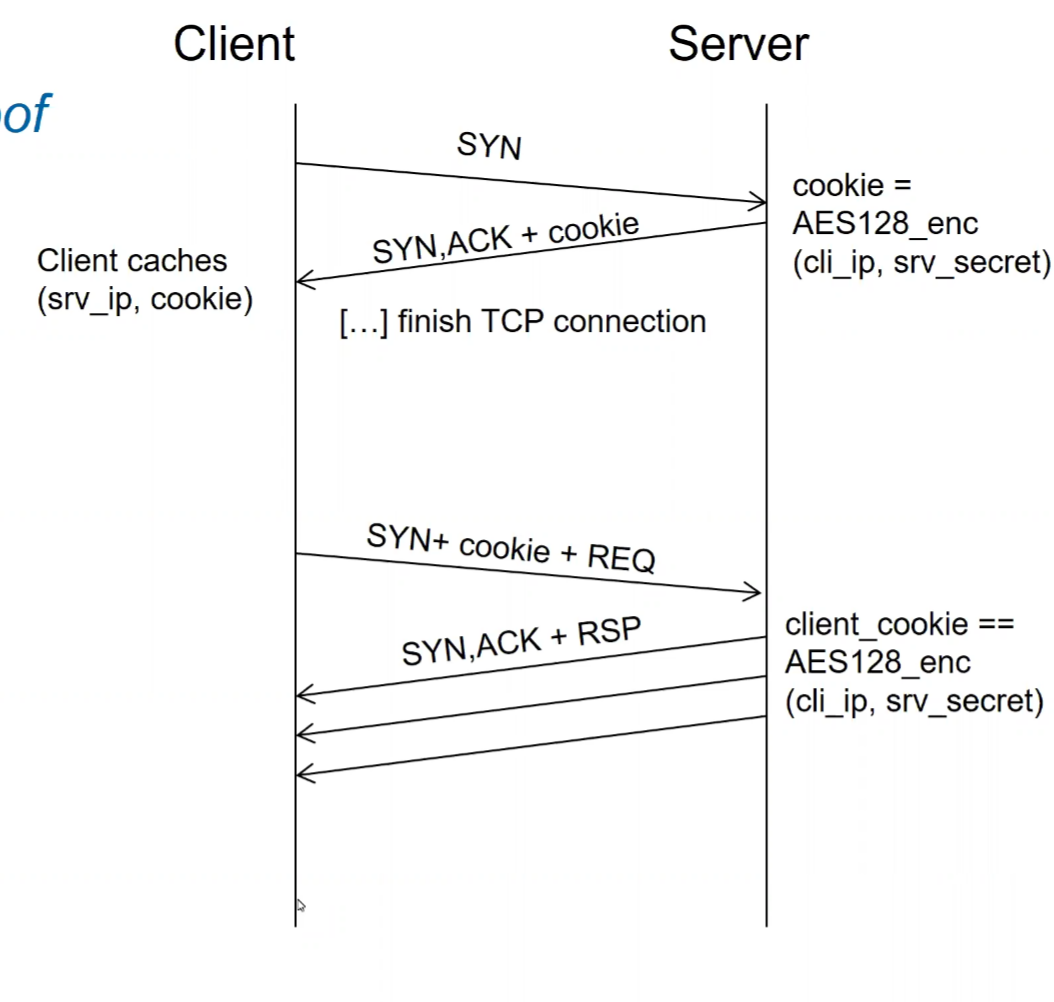 Client
Server
oof
SYN
cookie =
AES128_enc
(cli_ip, srv_secret)
SYN,ACK + cookie
Client caches
(srv_ip, cookie)
[…] finish TCP connection
SYN+ cookie + REQ
SYN,ACK + RSP
client_cookie ==
AES128_enc
(cli_ip, srv_secret)